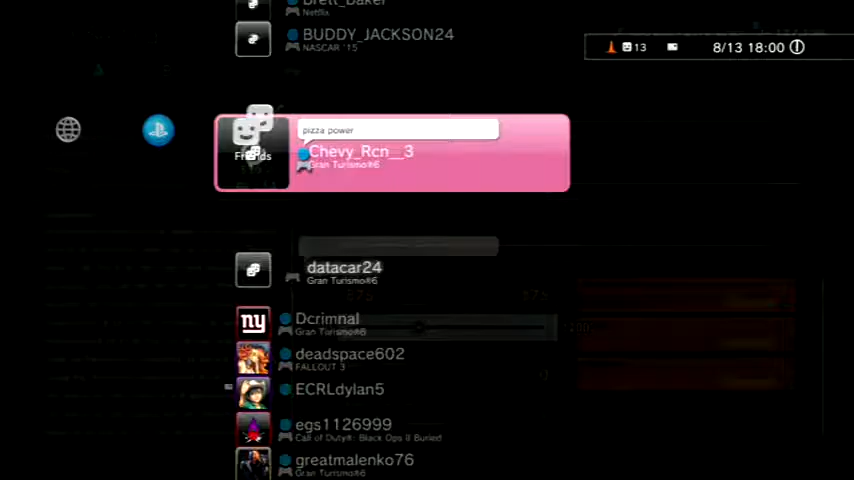 Brett_Baker
Netflix
BUDDY_JACKSON24
NASCAR '15
13
8/13 18:00
pizza power
Friends
Chevy_Rcn__3
Gran Turismo®6
datacar24
Gran Turismo®6
675
ny
Dcrimnal
Gran Turismo®6
deadspace602
FALLOUT 3
ECRLdylan5
egs1126999
Call of Duty®: Black Ops II Buried
greatmalenko76
Gran Turismo®6